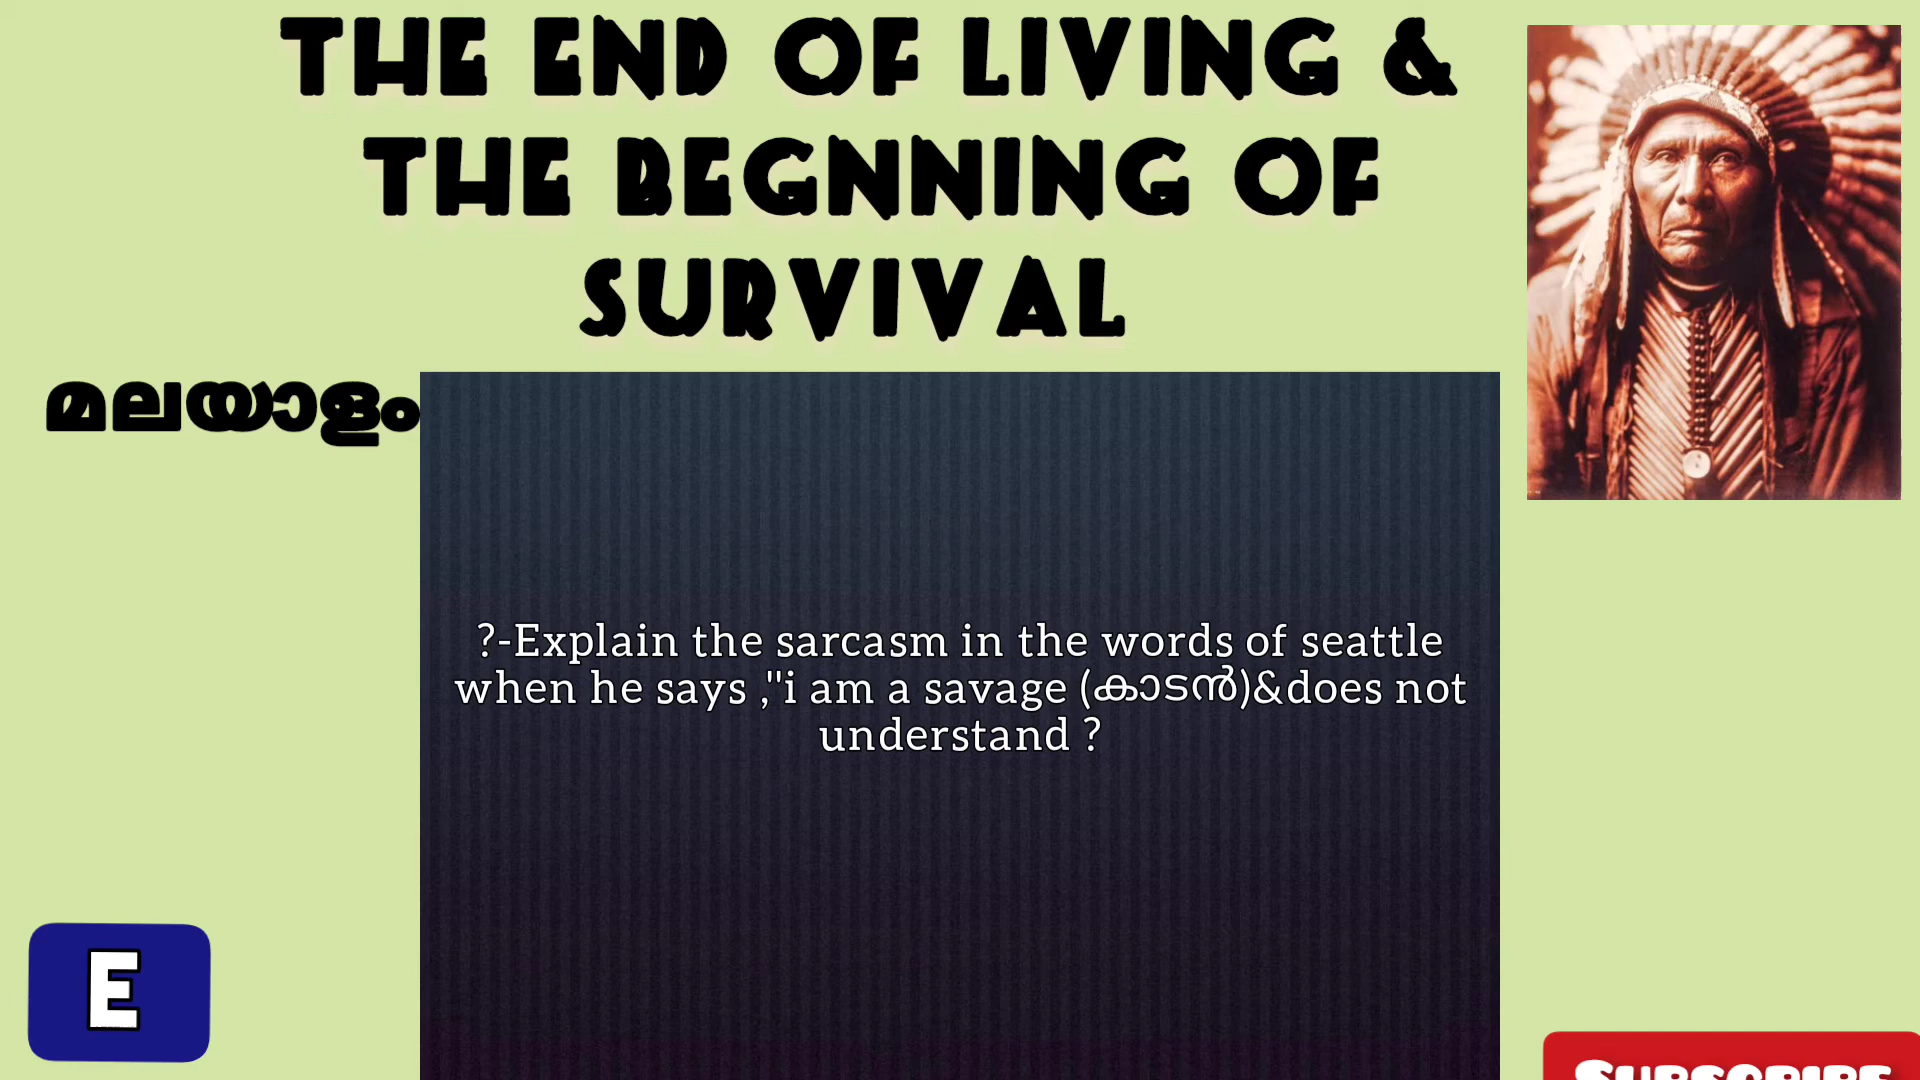 THE END OF LIVING &
THE BEGNNING OF
SURVIVAL
മലയാളം
?-Explain the sarcasm in the words of seattle
when he says ,"i am a savage (കാടൻ)&does not
understand ?
E
SUBSCRIBE